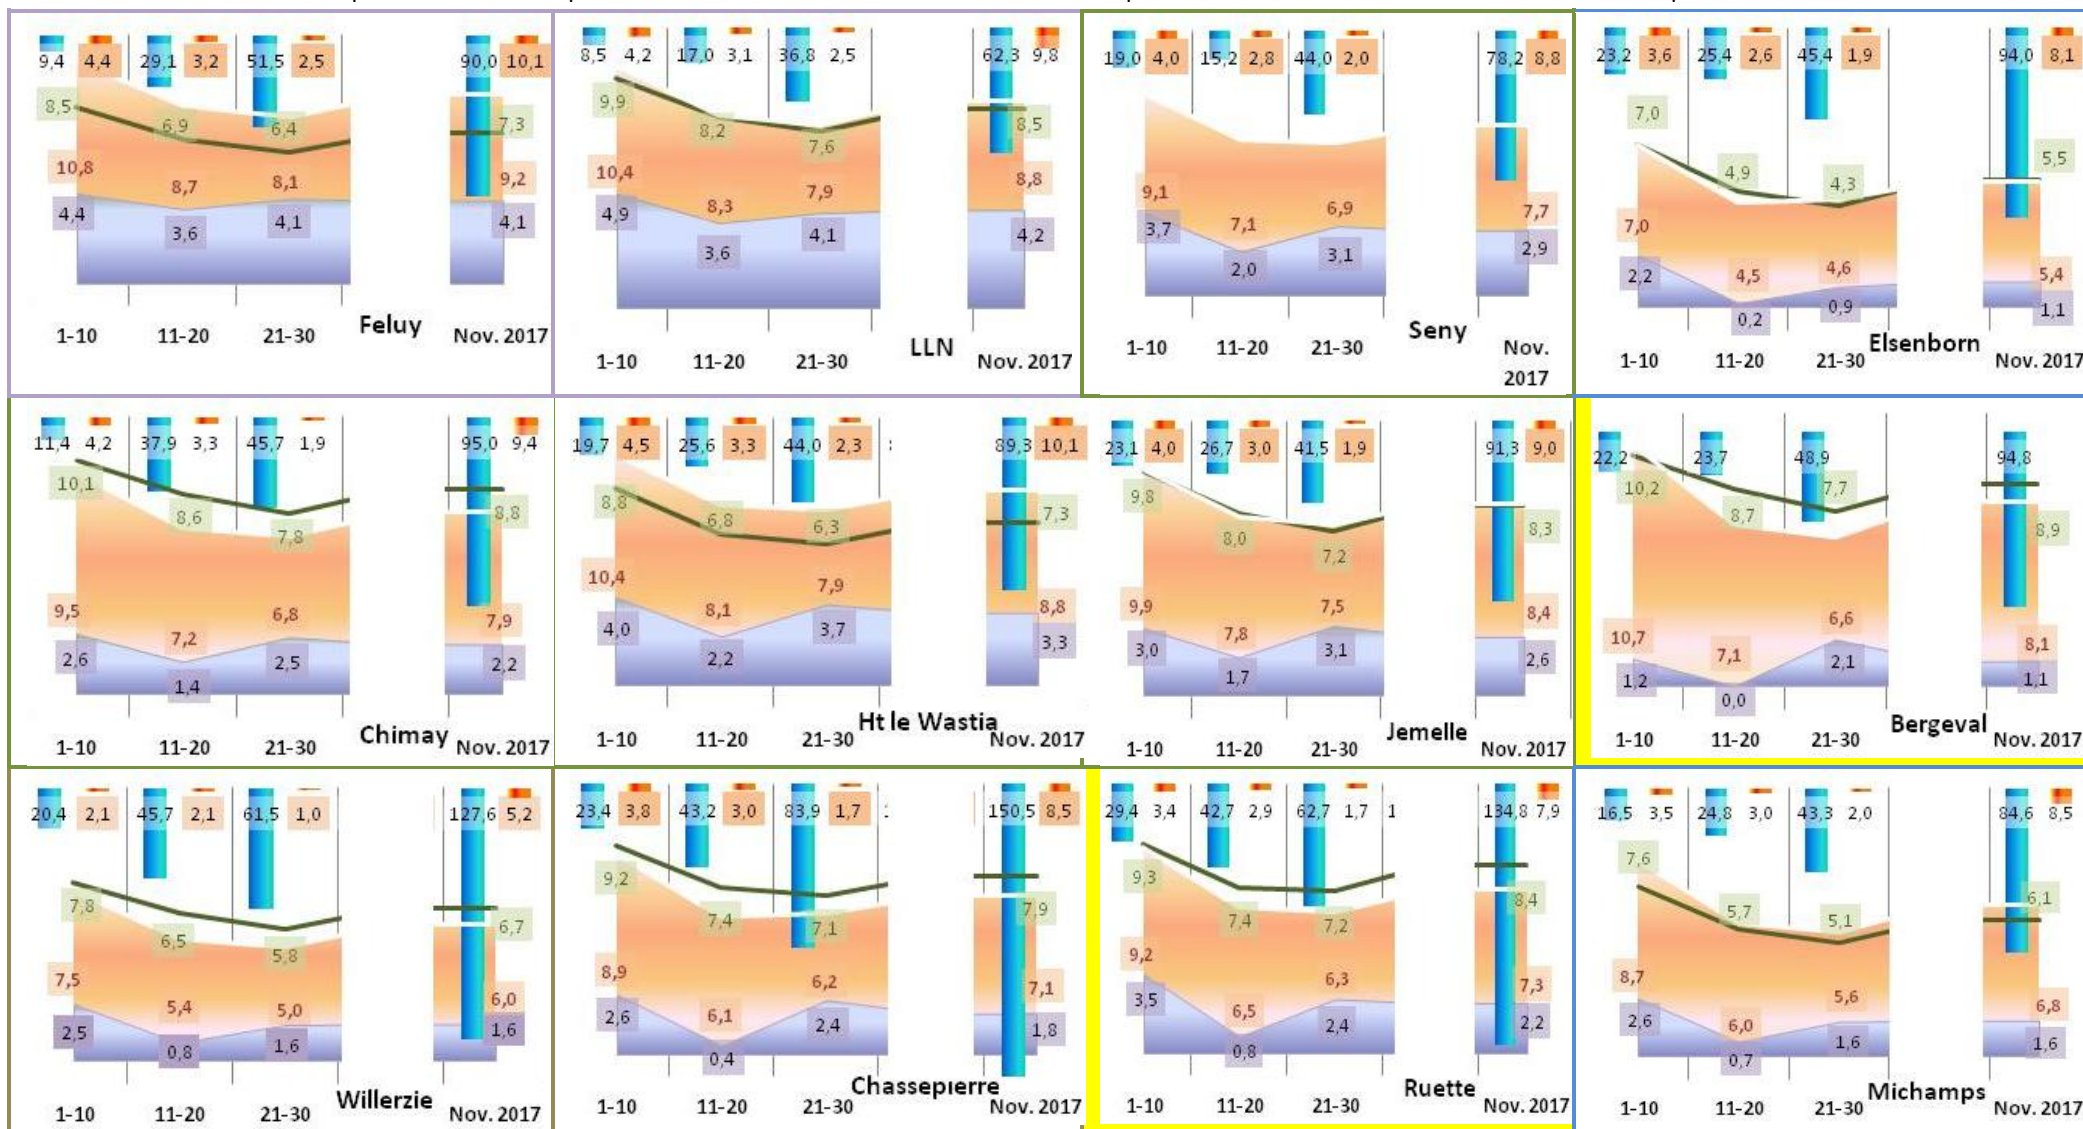 9,4 4,4 29,1 3,2 51,5 2,5 90,0 10,1
8,5 6,9 6,4 7,3
10,8 8,7 8,1 9,2
4,4 3,6 4,1 4,1
Feluy
1-10 11-20 21-30 Nov. 2017
8,5 4,2 17,0 3,1 36,8 2,5 62,3 9,8
9,9 8,2 7,6 8,5
10,4 8,3 7,9 8,8
4,9 3,6 4,1 4,2
LLN
1-10 11-20 21-30 Nov. 2017
19,0 4,0 15,2 2,8 44,0 2,0 78,2 8,8
9,1 7,1 6,9 7,7
3,7 2,0 3,1 2,9
Seny
1-10 11-20 21-30 Nov.
2017
23,2 3,6 25,4 2,6 45,4 1,9 94,0 8,1
7,0 4,9 4,3 5,5
7,0 4,5 4,6 5,4
2,2 0,2 0,9 1,1
Elsenborn
1-10 11-20 21-30 Nov. 2017
11,4 4,2 37,9 3,3 45,7 1,9 95,0 9,4
10,1 8,6 7,8 8,8
9,5 7,2 6,8 7,9
2,6 1,4 2,5 2,2
Chimay
1-10 11-20 21-30 Nov. 2017
19,7 4,5 25,6 3,3 44,0 2,3 89,3 10,1
8,8 6,8 6,3 7,3
10,4 8,1 7,9 8,8
4,0 2,2 3,7 3,3
Ht le Wastia
1-10 11-20 21-30 Nov. 2017
23,1 4,0 26,7 3,0 41,5 1,9 91,3 9,0
9,8 8,0 7,2 8,3
9,9 7,8 7,5 8,4
3,0 1,7 3,1 2,6
Jemelle
1-10 11-20 21-30 Nov. 2017
22,2 23,7 48,9 94,8
10,2 8,7 7,7 8,9
10,7 7,1 6,6 8,1
1,2 0,0 2,1 1,1
Bergeval
1-10 11-20 21-30 Nov. 2017
20,4 2,1 45,7 2,1 61,5 1,0 127,6 5,2
7,8 6,5 5,8 6,7
7,5 5,4 5,0 6,0
2,5 0,8 1,6 1,6
Willerzie
1-10 11-20 21-30 Nov. 2017
23,4 3,8 43,2 3,0 83,9 1,7 150,5 8,5
9,2 7,4 7,1 7,9
8,9 6,1 6,2 7,1
2,6 0,4 2,4 1,8
Chassepierre
1-10 11-20 21-30 Nov. 2017
29,4 3,4 42,7 2,9 62,7 1,7 1 134,8 7,9
9,3 7,4 7,2 8,4
9,2 6,5 6,3 7,3
3,5 0,8 2,4 2,2
Ruette
1-10 11-20 21-30 Nov. 2017
16,5 3,5 24,8 3,0 43,3 2,0 84,6 8,5
7,6 5,7 5,1 6,1
8,7 6,0 5,6 6,8
2,6 0,7 1,6 1,6
Michamps
1-10 11-20 21-30 Nov. 2017